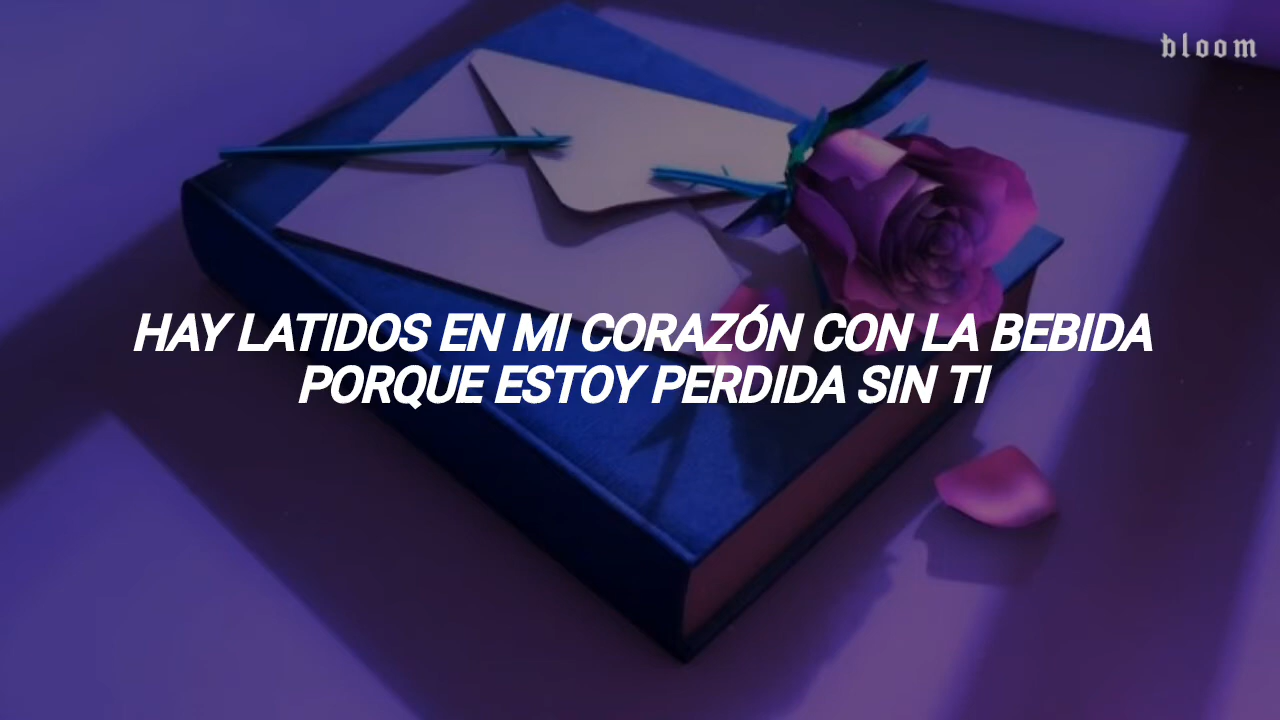 bloom
HAY LATIDOS EN MI CORAZÓN CON LA BEBIDA
PORQUE ESTOY PERDIDA SIN TI